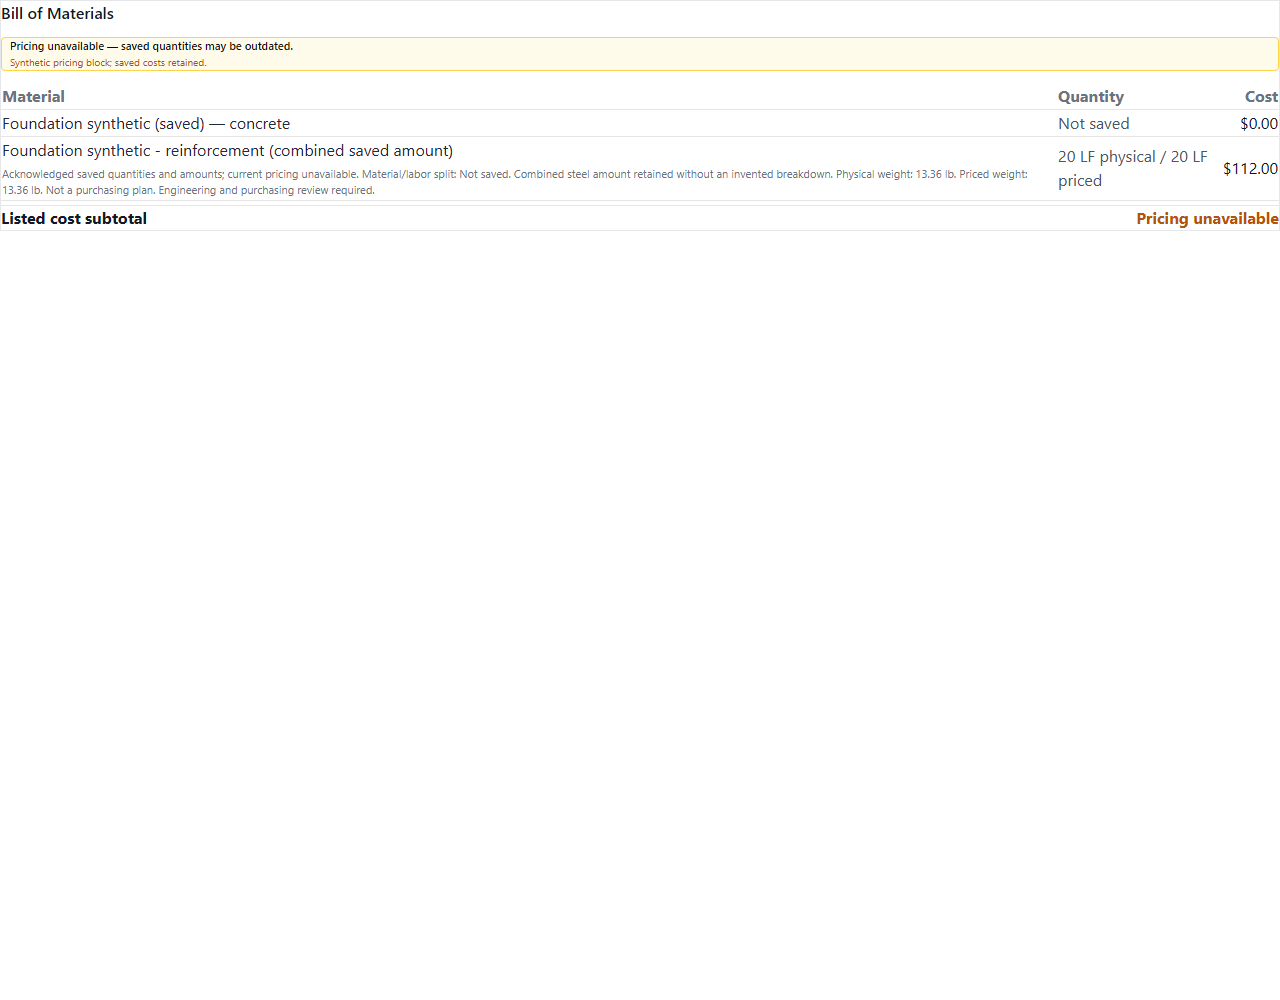 Bill of Materials
Pricing unavailable — saved quantities may be outdated.
Synthetic pricing block; saved costs retained.
Material Quantity Cost
Foundation synthetic (saved) — concrete Not saved $0.00
Foundation synthetic - reinforcement (combined saved amount)
Acknowledged saved quantities and amounts; current pricing unavailable. Material/labor split: Not saved. Combined steel amount retained without an invented breakdown. Physical weight: 13.36 lb. Priced weight:
13.36 lb. Not a purchasing plan. Engineering and purchasing review required.
20 LF physical / 20 LF
priced
$112.00
Listed cost subtotal Pricing unavailable